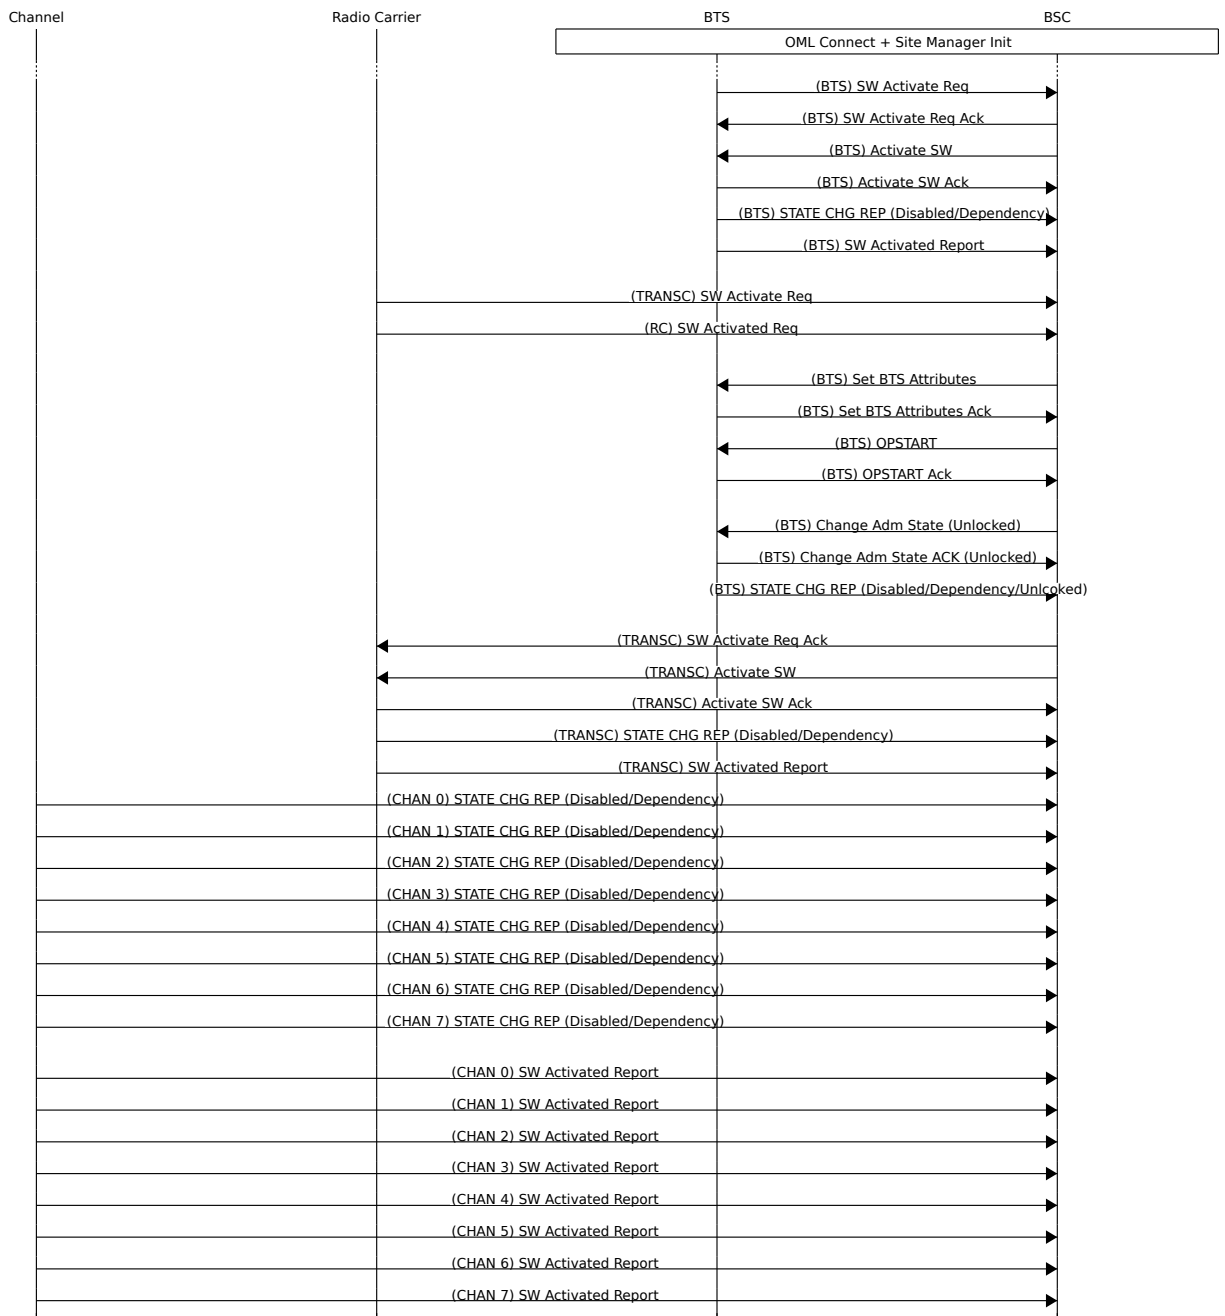 Channel Radio Carrier BTS BSC
OML Connect + Site Manager Init
(BTS) SW Activate Req
(BTS) SW Activate Req Ack
(BTS) Activate SW
(BTS) Activate SW Ack
(BTS) STATE CHG REP (Disabled/Dependency)
(BTS) SW Activated Report
(TRANSC) SW Activate Req
(RC) SW Activated Req
(BTS) Set BTS Attributes
(BTS) Set BTS Attributes Ack
(BTS) OPSTART
(BTS) OPSTART Ack
(BTS) Change Adm State (Unlocked)
(BTS) Change Adm State ACK (Unlocked)
(BTS) STATE CHG REP (Disabled/Dependency/Unlcoked)
(TRANSC) SW Activate Req Ack
(TRANSC) Activate SW
(TRANSC) Activate SW Ack
(TRANSC) STATE CHG REP (Disabled/Dependency)
(TRANSC) SW Activated Report
(CHAN 0) STATE CHG REP (Disabled/Dependency)
(CHAN 1) STATE CHG REP (Disabled/Dependency)
(CHAN 2) STATE CHG REP (Disabled/Dependency)
(CHAN 3) STATE CHG REP (Disabled/Dependency)
(CHAN 4) STATE CHG REP (Disabled/Dependency)
(CHAN 5) STATE CHG REP (Disabled/Dependency)
(CHAN 6) STATE CHG REP (Disabled/Dependency)
(CHAN 7) STATE CHG REP (Disabled/Dependency)
(CHAN 0) SW Activated Report
(CHAN 1) SW Activated Report
(CHAN 2) SW Activated Report
(CHAN 3) SW Activated Report
(CHAN 4) SW Activated Report
(CHAN 5) SW Activated Report
(CHAN 6) SW Activated Report
(CHAN 7) SW Activated Report